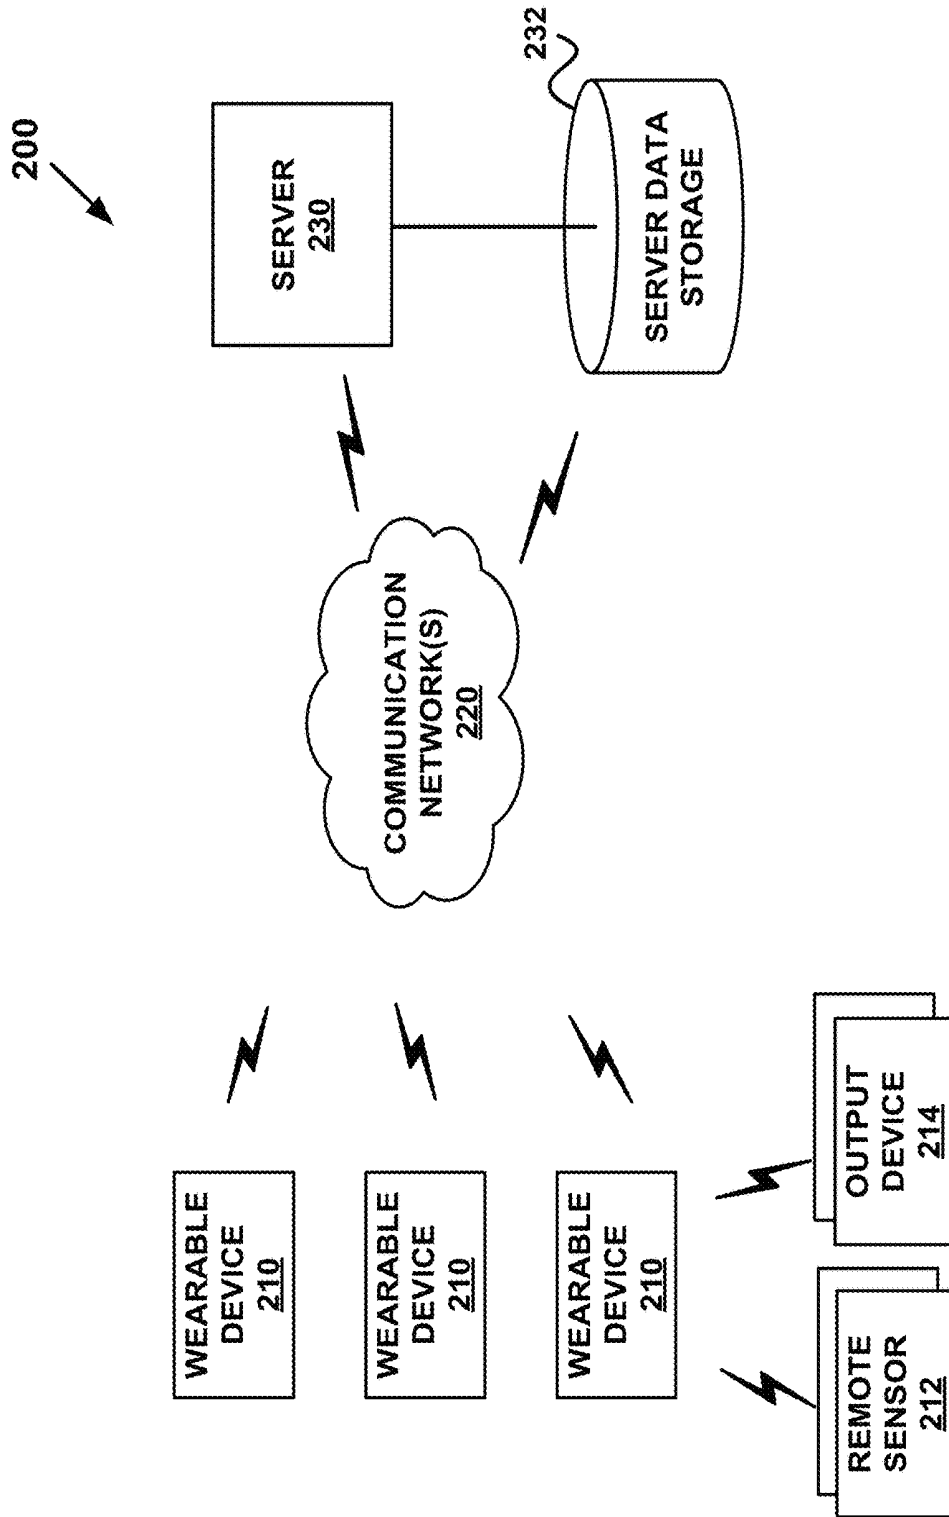 200
WEARABLE
DEVICE
210
WEARABLE
DEVICE
210
WEARABLE
DEVICE
210
REMOTE
SENSOR
212
OUTPUT
DEVICE
214
COMMUNICATION
NETWORK(S)
220
SERVER
230
232
SERVER DATA
STORAGE